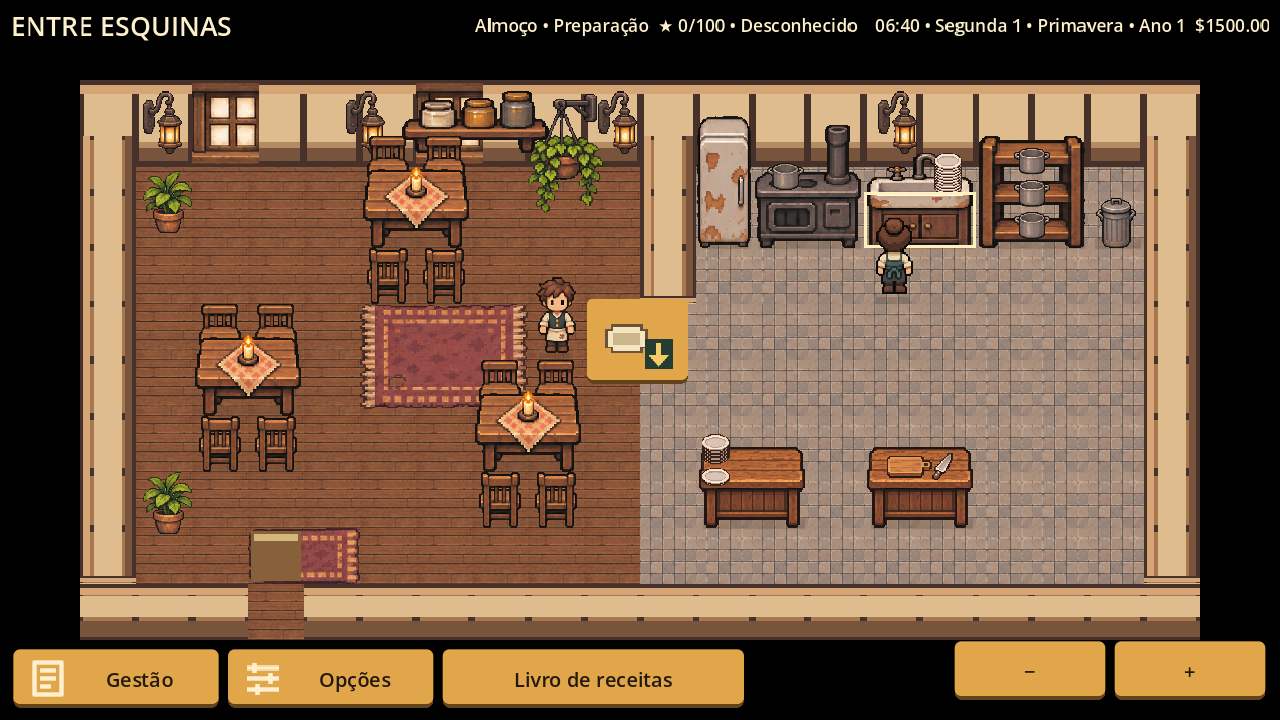 ENTRE ESQUINAS
Almoço • Preparação ★ 0/100 • Desconhecido 06:40 • Segunda 1 • Primavera • Ano 1 $1500.00
Gestão
Opções
Livro de receitas
−
+